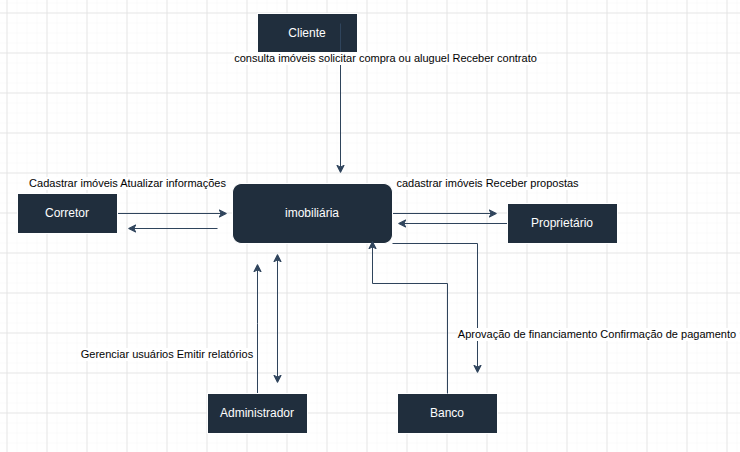 Cliente
consulta imóveis solicitar compra ou aluguel Receber contrato
Cadastrar imóveis Atualizar informações
cadastrar imóveis Receber propostas
Corretor
imobiliária
Proprietário
Aprovação de financiamento Confirmação de pagamento
Gerenciar usuários Emitir relatórios
Administrador
Banco